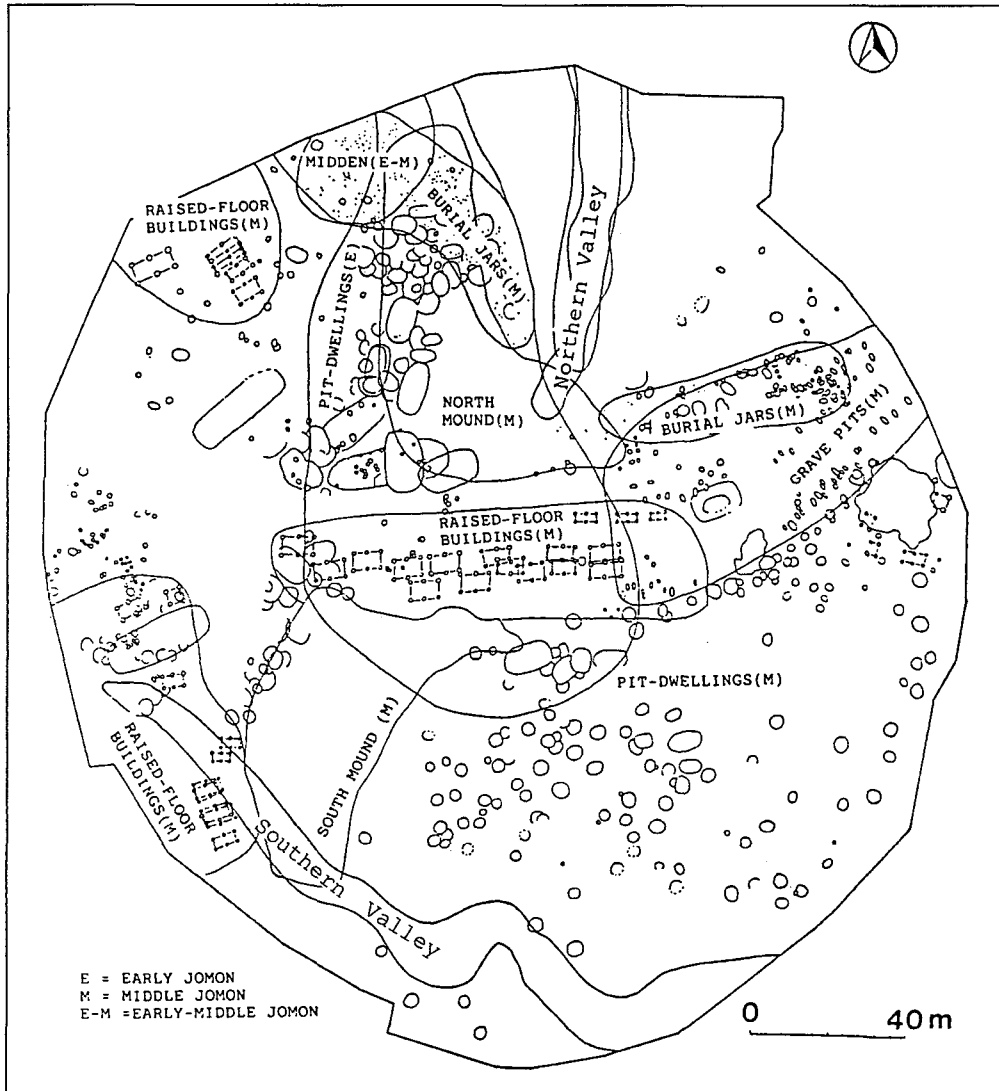 MIDDEN(E-M)
RAISED-FLOOR
BUILDINGS(M)
BURIAL JARS(M)
Northern Valley
PIT-DWELLINGS(E)
NORTH
MOUND(M)
BURIAL JARS(M)
GRAVE PITS(M)
RAISED-FLOOR
BUILDINGS(M)
PIT-DWELLINGS(M)
SOUTH MOUND (M)
RAISED-FLOOR
BUILDINGS(M)
Southern Valley
E = EARLY JOMON
M = MIDDLE JOMON
E-M =EARLY-MIDDLE JOMON
0 40m